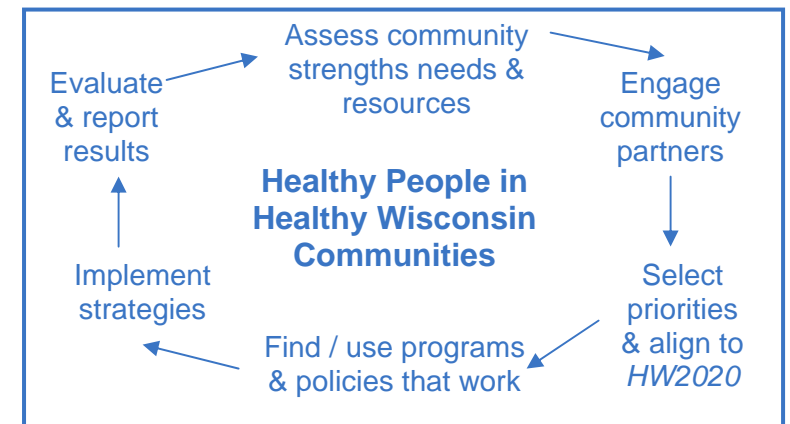 Assess community
strengths needs &
resources
Engage
community
partners
Select
priorities
& align to
HW2020
Find / use programs
& policies that work
Implement
strategies
Evaluate
& report
results
Healthy People in
Healthy Wisconsin
Communities